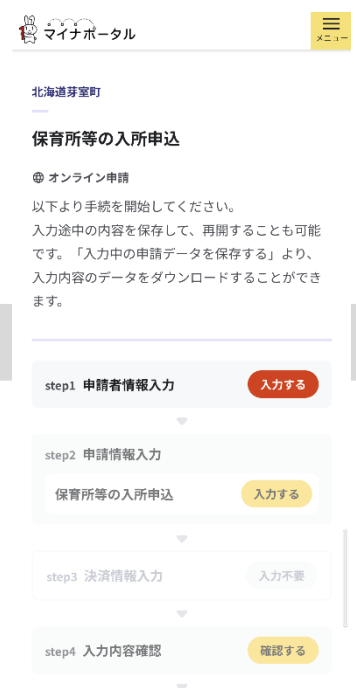 マイナポータル
メニュー
北海道芽室町
保育所等の入所申込
オンライン申請
以下より手続を開始してください。
入力途中の内容を保存して、再開することも可能
です。「入力中の申請データを保存する」より、
入力内容のデータをダウンロードすることができ
ます。
step1 申請者情報入力 入力する
step2 申請情報入力
保育所等の入所申込 入力する
step3 決済情報入力 入力不要
step4 入力内容確認 確認する